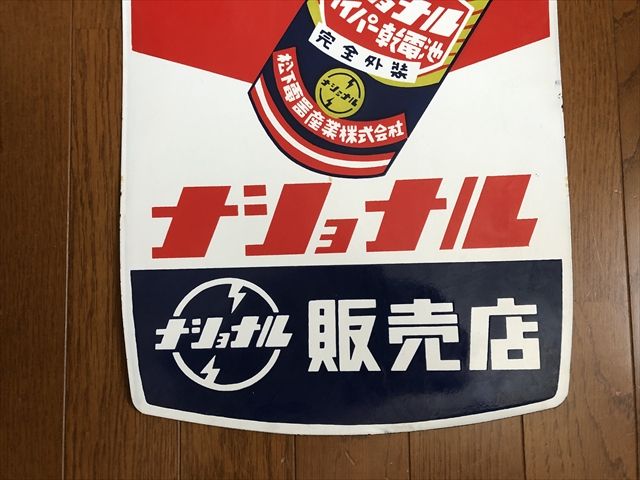 ナショナル
イパー乾電池
完全外装
ナショナル
松下電器産業株式会社
ナショナル
ナショナル 販売店